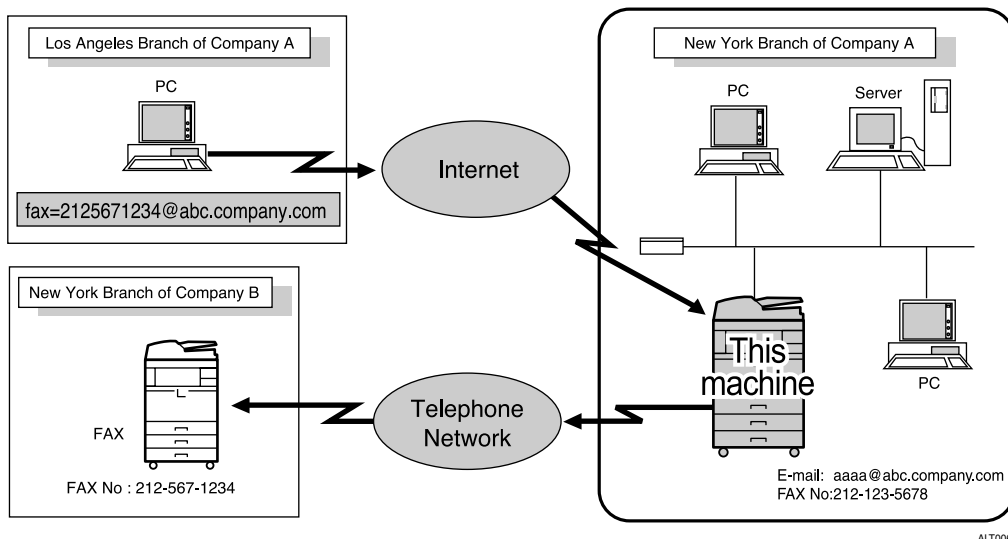 Los Angeles Branch of Company A
PC
fax=2125671234@abc.company.com
Internet
New York Branch of Company A
PC
Server
New York Branch of Company B
FAX
FAX No : 212-567-1234
Telephone
Network
This
machine
PC
E-mail: aaaa@abc.company.com
FAX No:212-123-5678